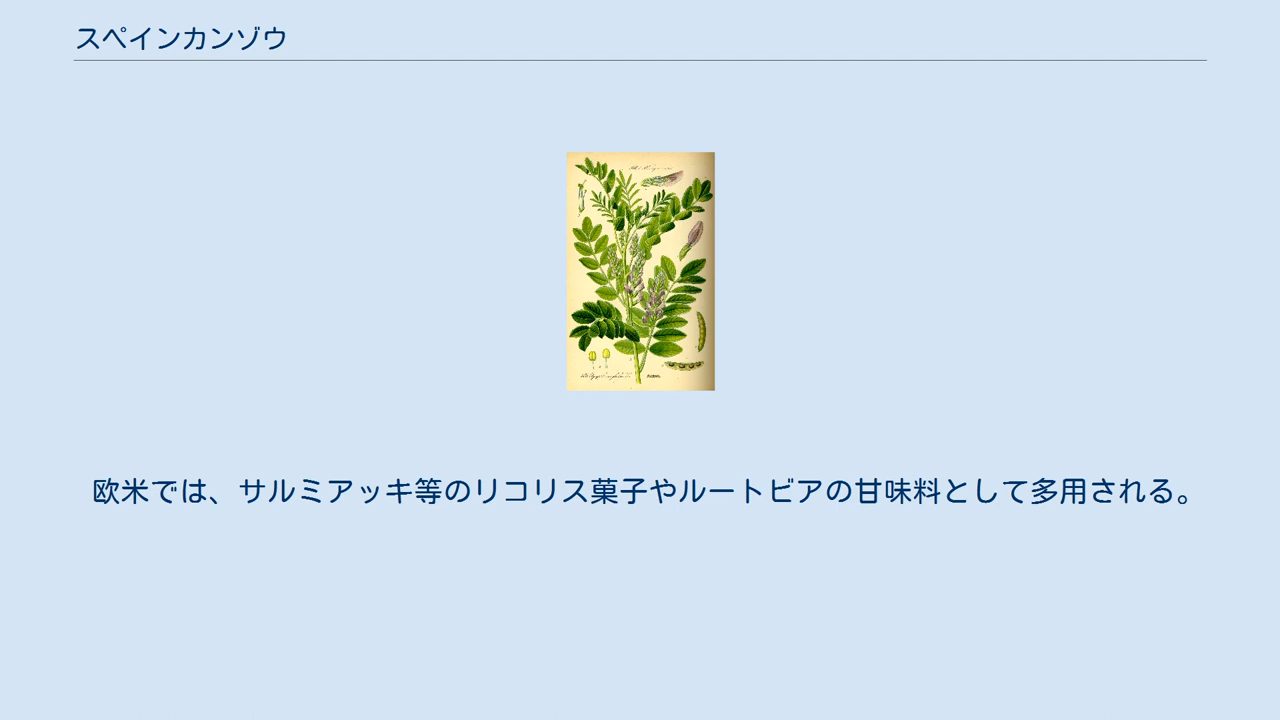 スペインカンゾウ
欧米では、サルミアッキ等のリコリス菓子やルートビアの甘味料として多用される。